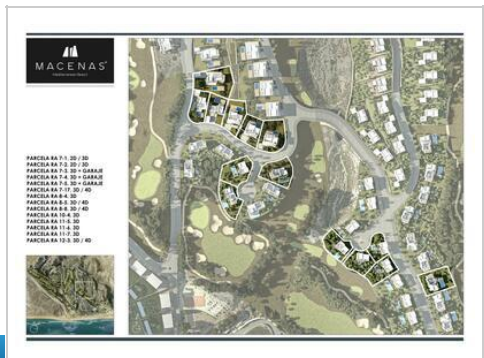 MACENAS
Mediterranean Resort
PARCELA RA 7-1. 2D / 3D
PARCELA RA 7-2. 2D / 3D
PARCELA RA 7-3. 3D + GARAJE
PARCELA RA 7-4. 3D + GARAJE
PARCELA RA 7-5. 3D + GARAJE
PARCELA RA 7-17. 3D / 4D
PARCELA RA 8-4. 3D
PARCELA RA 8-5. 3D / 4D
PARCELA RA 8-8. 3D / 4D
PARCELA RA 10-4. 3D
PARCELA RA 11-5. 3D
PARCELA RA 11-6. 3D
PARCELA RA 11-7. 3D
PARCELA RA 12-3. 3D / 4D